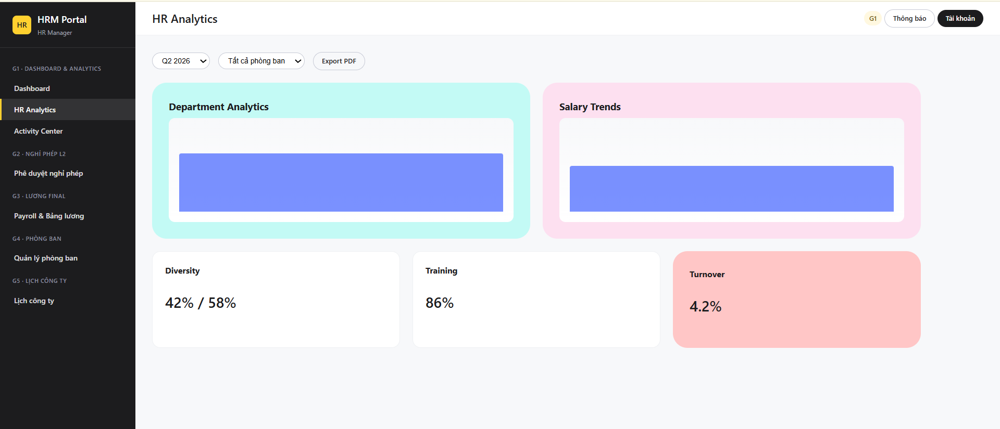 HR
HRM Portal
HR Manager
G1 · DASHBOARD & ANALYTICS
Dashboard
HR Analytics
Activity Center
G2 · NGHỈ PHÉP L2
Phê duyệt nghỉ phép
G3 · LƯƠNG FINAL
Payroll & Bảng lương
G4 · PHÒNG BAN
Quản lý phòng ban
G5 · LỊCH CÔNG TY
Lịch công ty
HR Analytics
G1
Thông báo
Tài khoản
Q2 2026
Tất cả phòng ban
Export PDF
Department Analytics
Salary Trends
Diversity
42% / 58%
Training
86%
Turnover
4.2%